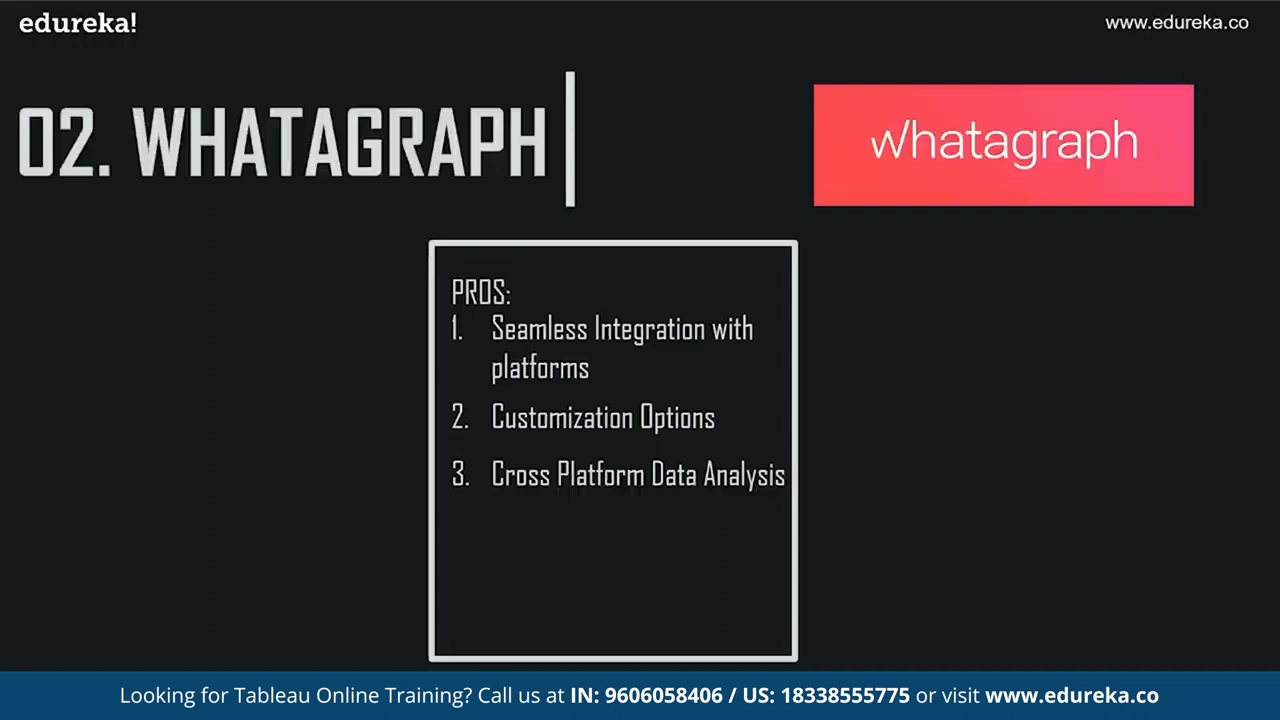 edureka!
www.edureka.co
02. WHATAGRAPH
whatagraph
PROS:
1. Seamless Integration with
platforms
2. Customization Options
3. Cross Platform Data Analysis
Looking for Tableau Online Training? Call us at IN: 9606058406 / US: 18338555775 or visit www.edureka.co